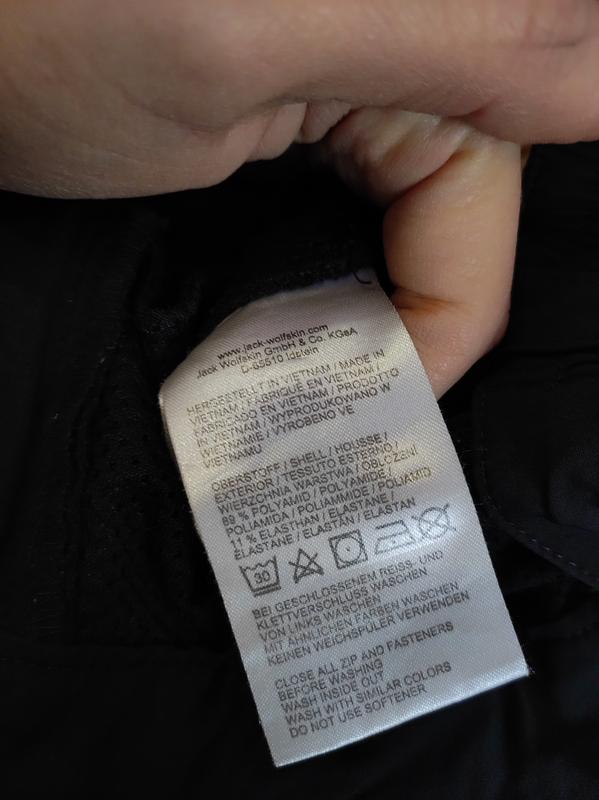 www.jack-wolfskin.com
Jack Wolfskin GmbH & Co. KGaA
D-65510 Idstein
HERGESTELLT IN VIETNAM / MADE IN
VIETNAM / FABRIQUÉ EN VIETNAM /
FABRICADO EN VIETNAM / PRODOTTO
IN VIETNAM / WYPRODUKOWANO W
WIETNAMIE / VYROBENO VE
VIETNAMU
OBERSTOFF / SHELL / HOUSSE /
EXTERIOR / TESSUTO ESTERNO /
WIERZCHNIA WARSTWA / OBLOŽENÍ
89 % POLYAMID / POLYAMIDE /
POLIAMIDA / POLIAMMIDE / POLIAMID
11 % ELASTHAN / ELASTANE /
ÉLASTANE / ELASTÁN / ELASTAN
30
BEI GESCHLOSSENEM REISS- UND
KLETTVERSCHLUSS WASCHEN
VON LINKS WASCHEN
MIT ÄHNLICHEN FARBEN WASCHEN
KEINEN WEICHSPÜLER VERWENDEN
CLOSE ALL ZIP AND FASTENERS
BEFORE WASHING
WASH INSIDE OUT
WASH WITH SIMILAR COLORS
DO NOT USE SOFTENER